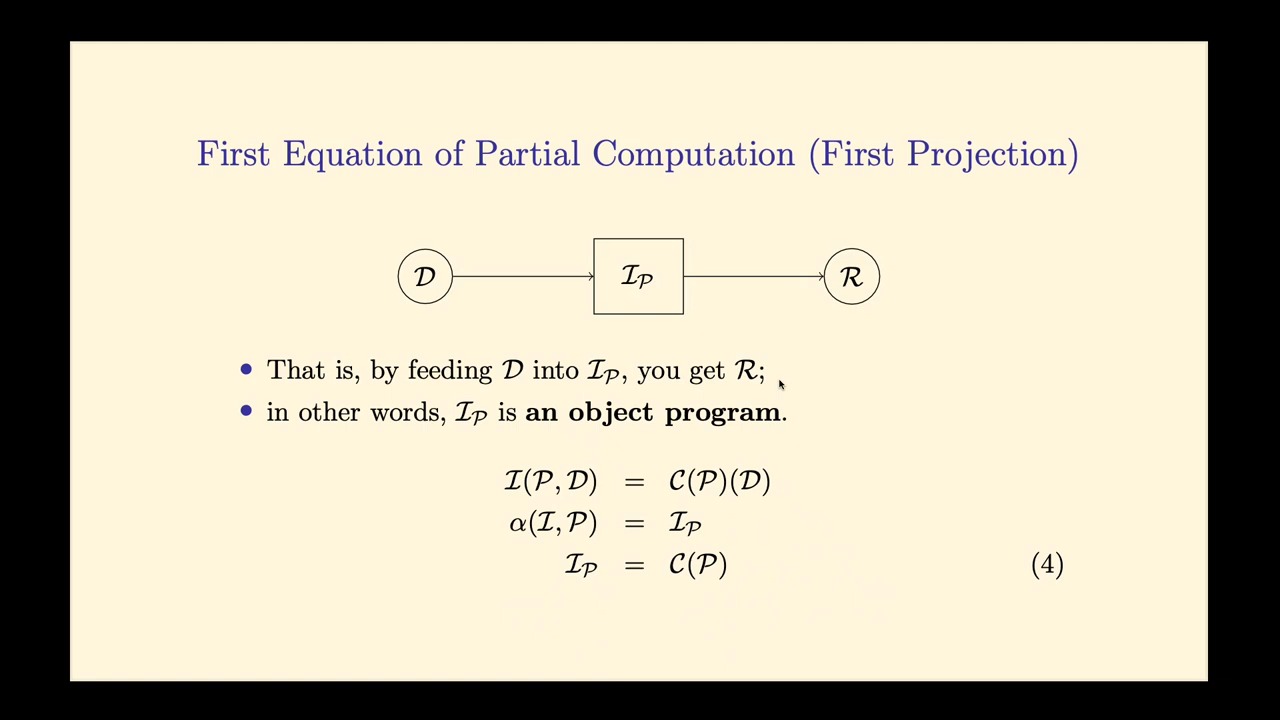 First Equation of Partial Computation (First Projection)
𝒟 ℐ_𝒫 ℛ
• That is, by feeding 𝒟 into ℐ_𝒫, you get ℛ;
• in other words, ℐ_𝒫 is an object program.
ℐ(𝒫, 𝒟) = 𝒞(𝒫)(𝒟)
α(ℐ, 𝒫) = ℐ_𝒫
ℐ_𝒫 = 𝒞(𝒫) (4)